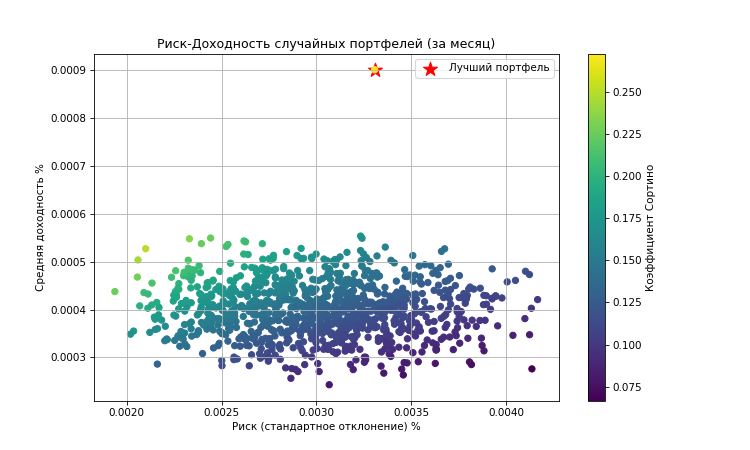 Риск-Доходность случайных портфелей (за месяц)
Лучший портфель
0.0009
0.0008
0.0007
0.0006
0.0005
0.0004
0.0003
Средняя доходность %
0.0020 0.0025 0.0030 0.0035 0.0040
Риск (стандартное отклонение) %
0.250
0.225
0.200
0.175
0.150
0.125
0.100
0.075
Коэффициент Сортино